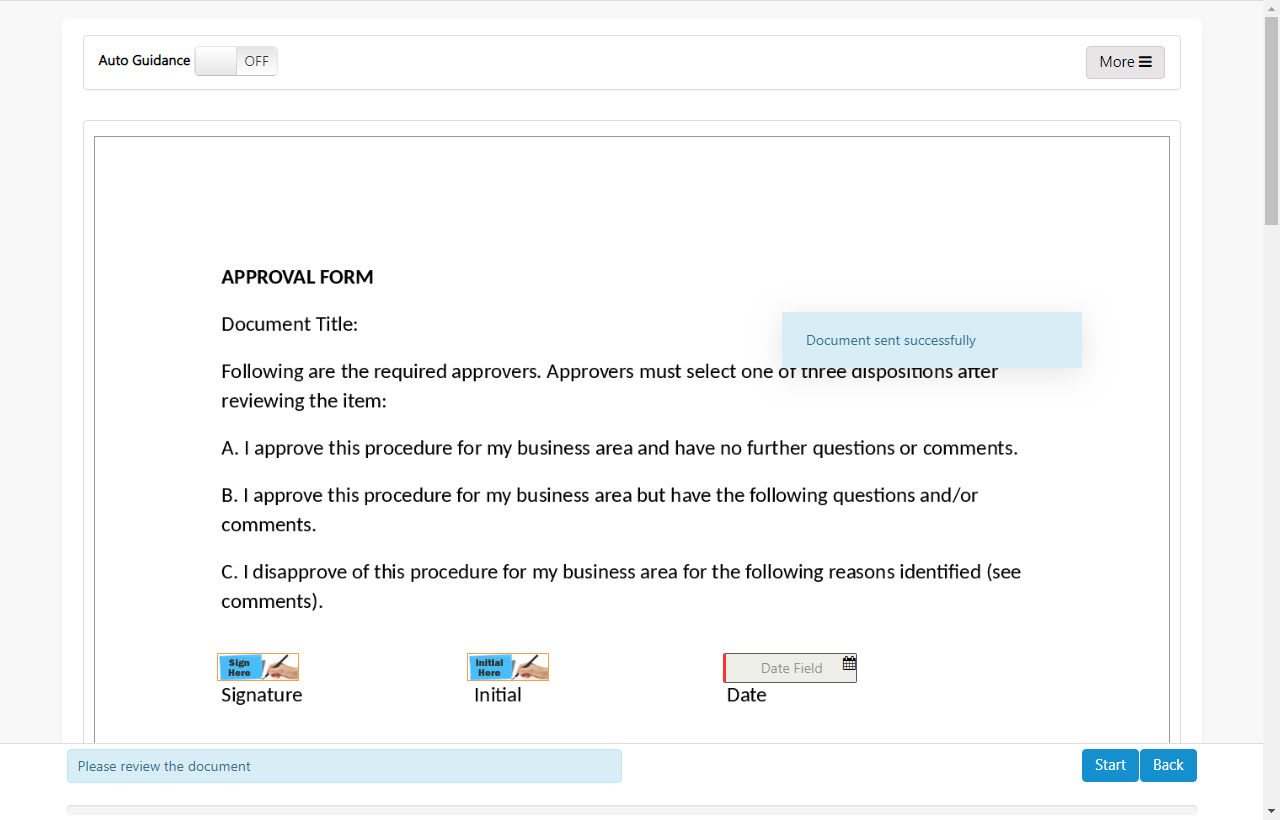 Auto Guidance OFF More
APPROVAL FORM
Document Title:
Document sent successfully
Following are the required approvers. Approvers must select one of three dispositions after
reviewing the item:
A. I approve this procedure for my business area and have no further questions or comments.
B. I approve this procedure for my business area but have the following questions and/or
comments.
C. I disapprove of this procedure for my business area for the following reasons identified (see
comments).
Sign
Here
Initial
Here
Date Field
Signature Initial Date
Please review the document Start Back